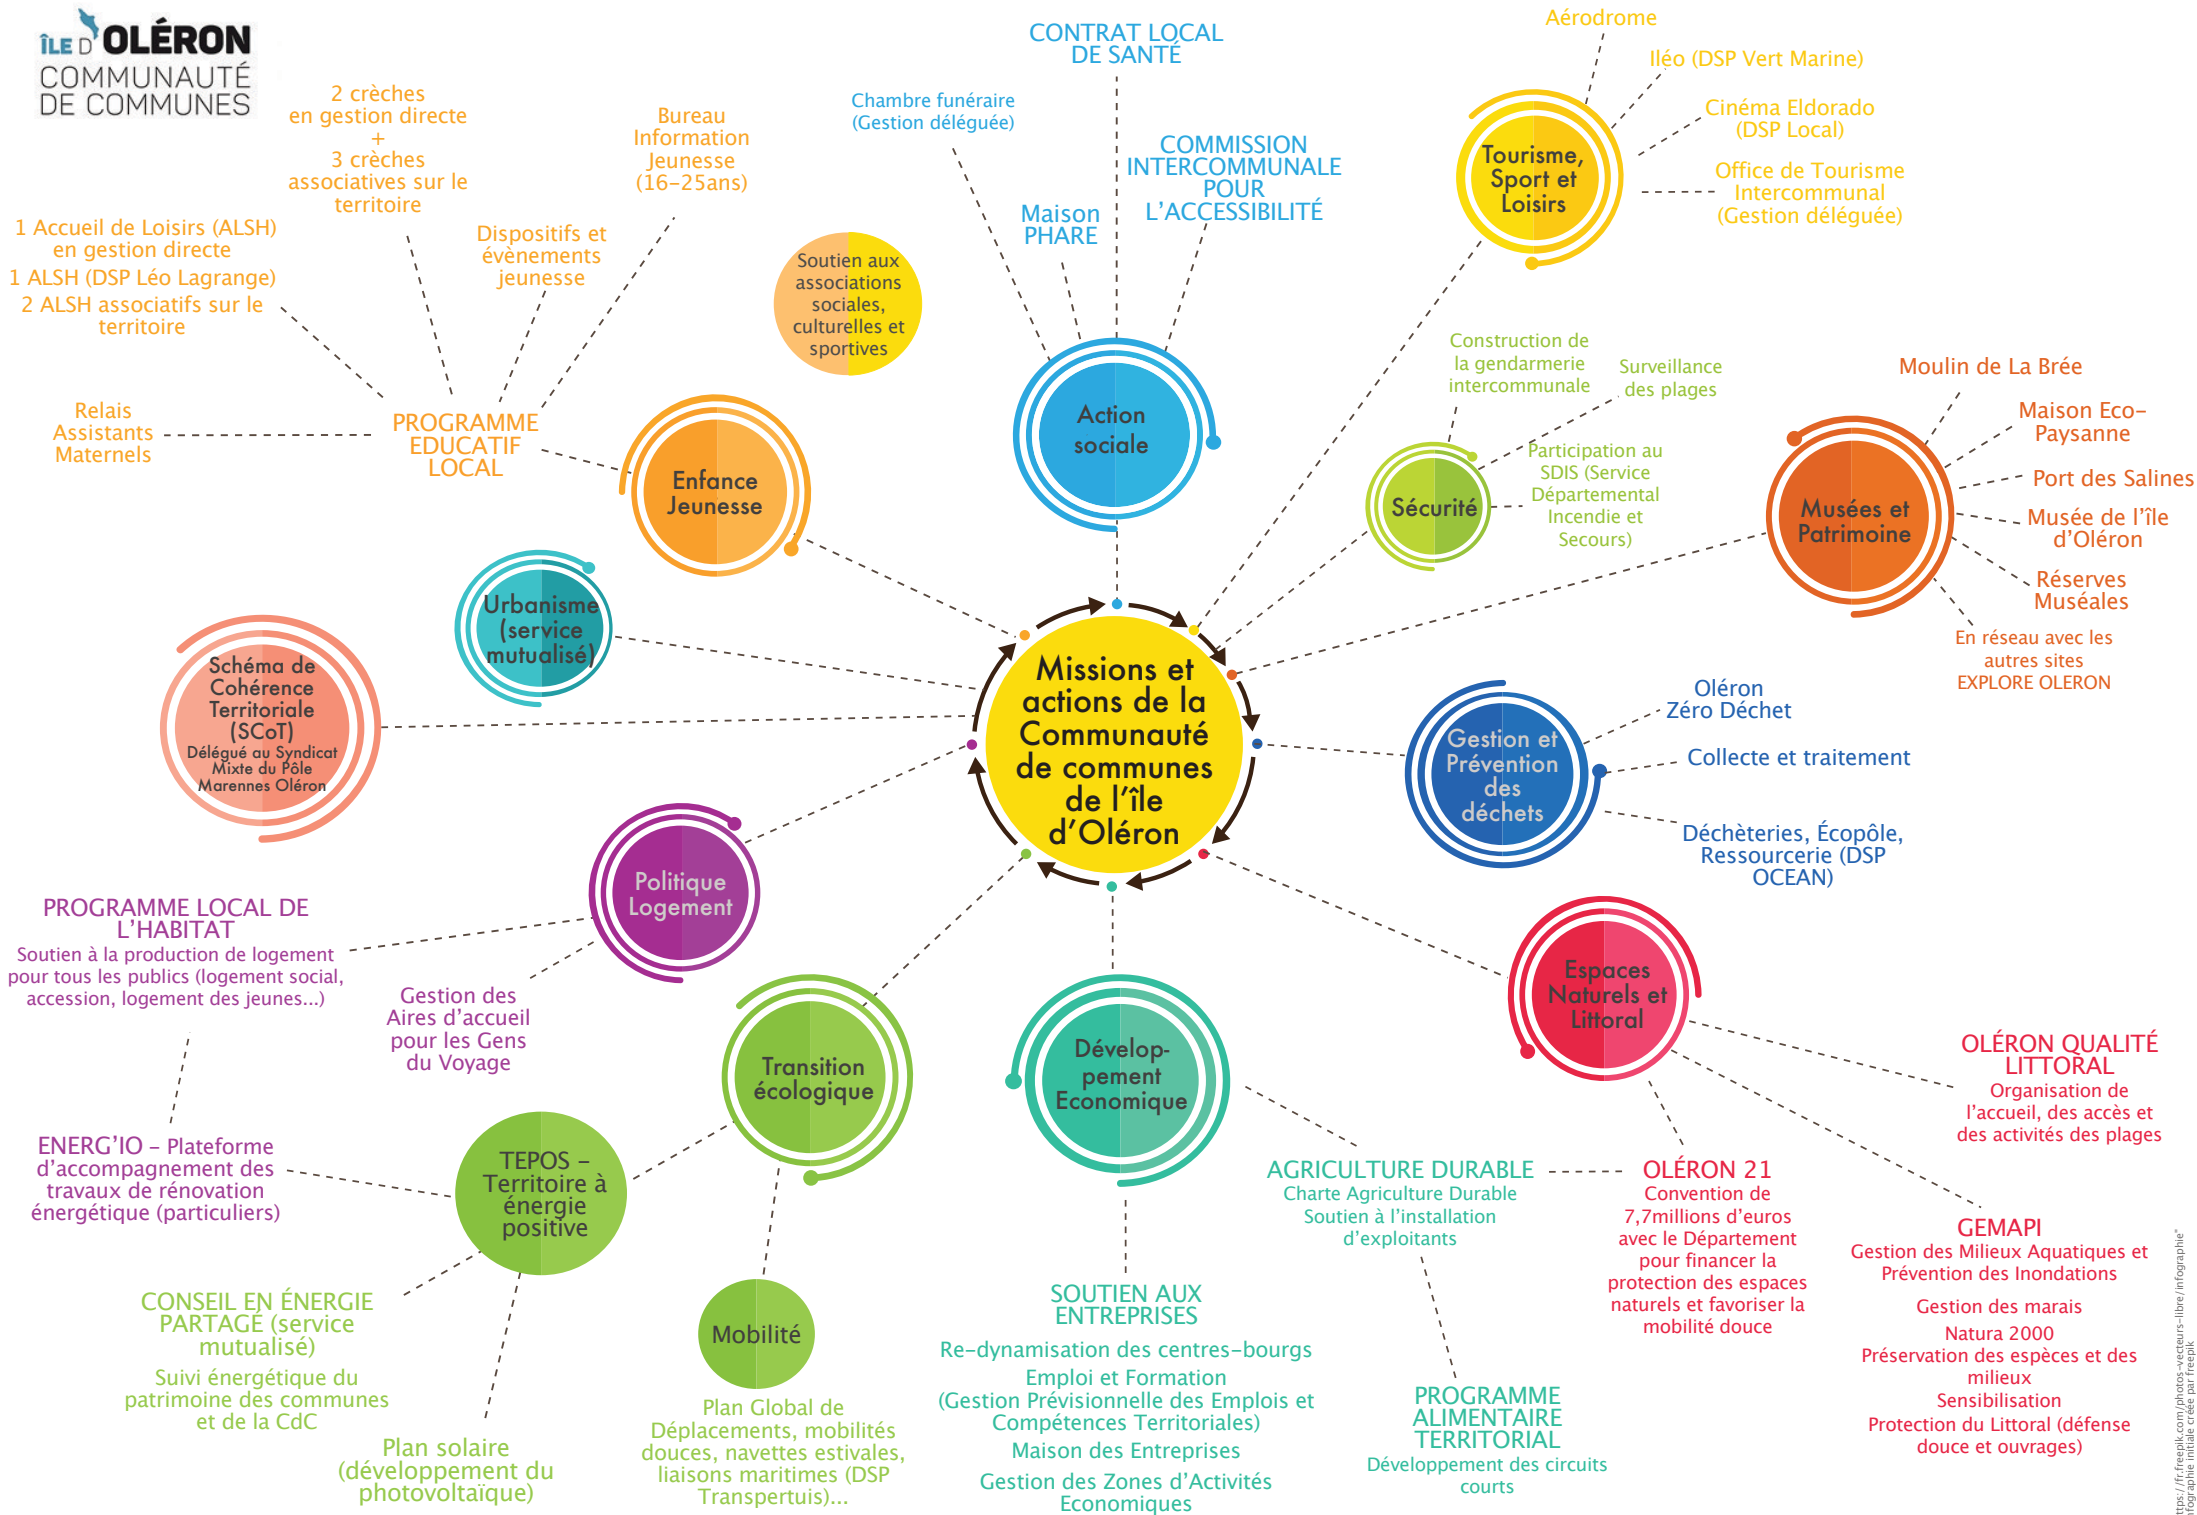 ÎLE D'OLÉRON
COMMUNAUTÉ
DE COMMUNES
2 crèches
en gestion directe
+
3 crèches
associatives sur le
territoire
Bureau
Information
Jeunesse
(16-25ans)
1 Accueil de Loisirs (ALSH)
en gestion directe
1 ALSH (DSP Léo Lagrange)
2 ALSH associatifs sur le
territoire
Dispositifs et
évènements
jeunesse
Relais
Assistants
Maternels
PROGRAMME
EDUCATIF
LOCAL
Enfance
Jeunesse
Soutien aux
associations
sociales,
culturelles et
sportives
CONTRAT LOCAL
DE SANTÉ
Chambre funéraire
(Gestion déléguée)
COMMISSION
INTERCOMMUNALE
POUR
L'ACCESSIBILITÉ
Maison
PHARE
Action
sociale
Aérodrome
Iléo (DSP Vert Marine)
Cinéma Eldorado
(DSP Local)
Office de Tourisme
Intercommunal
(Gestion déléguée)
Tourisme,
Sport et
Loisirs
Construction de
la gendarmerie
intercommunale
Surveillance
des plages
Participation au
SDIS (Service
Départemental
Incendie et
Secours)
Sécurité
Moulin de La Brée
Maison Eco-
Paysanne
Port des Salines
Musée de l'île
d'Oléron
Réserves
Muséales
En réseau avec les
autres sites
EXPLORE OLERON
Musées et
Patrimoine
Urbanisme
(service
mutualisé)
Schéma de
Cohérence
Territoriale
(SCoT)
Délégué au Syndicat
Mixte du Pôle
Marennes Oléron
Missions et
actions de la
Communauté
de communes
de l'île
d'Oléron
Oléron
Zéro Déchet
Collecte et traitement
Déchèteries, Écopôle,
Ressourcerie (DSP
OCEAN)
Gestion et
Prévention
des
déchets
Politique
Logement
PROGRAMME LOCAL DE
L'HABITAT
Soutien à la production de logement
pour tous les publics (logement social,
accession, logement des jeunes...)
Gestion des
Aires d'accueil
pour les Gens
du Voyage
ENERG'IO - Plateforme
d'accompagnement des
travaux de rénovation
énergétique (particuliers)
Transition
écologique
TEPOS -
Territoire à
énergie
positive
CONSEIL EN ÉNERGIE
PARTAGÉ (service
mutualisé)
Suivi énergétique du
patrimoine des communes
et de la CdC
Plan solaire
(développement du
photovoltaïque)
Mobilité
Plan Global de
Déplacements, mobilités
douces, navettes estivales,
liaisons maritimes (DSP
Transpertuis)...
Dévelop-
pement
Economique
SOUTIEN AUX
ENTREPRISES
Re-dynamisation des centres-bourgs
Emploi et Formation
(Gestion Prévisionnelle des Emplois et
Compétences Territoriales)
Maison des Entreprises
Gestion des Zones d'Activités
Economiques
AGRICULTURE DURABLE
Charte Agriculture Durable
Soutien à l'installation
d'exploitants
PROGRAMME
ALIMENTAIRE
TERRITORIAL
Développement des circuits
courts
Espaces
Naturels et
Littoral
OLÉRON 21
Convention de
7,7millions d'euros
avec le Département
pour financer la
protection des espaces
naturels et favoriser la
mobilité douce
OLÉRON QUALITÉ
LITTORAL
Organisation de
l'accueil, des accès et
des activités des plages
GEMAPI
Gestion des Milieux Aquatiques et
Prévention des Inondations
Gestion des marais
Natura 2000
Préservation des espèces et des
milieux
Sensibilisation
Protection du Littoral (défense
douce et ouvrages)
ttps://fr.freepik.com/photos-vecteurs-libre/infographie"
nfographie initiale créée par freepik